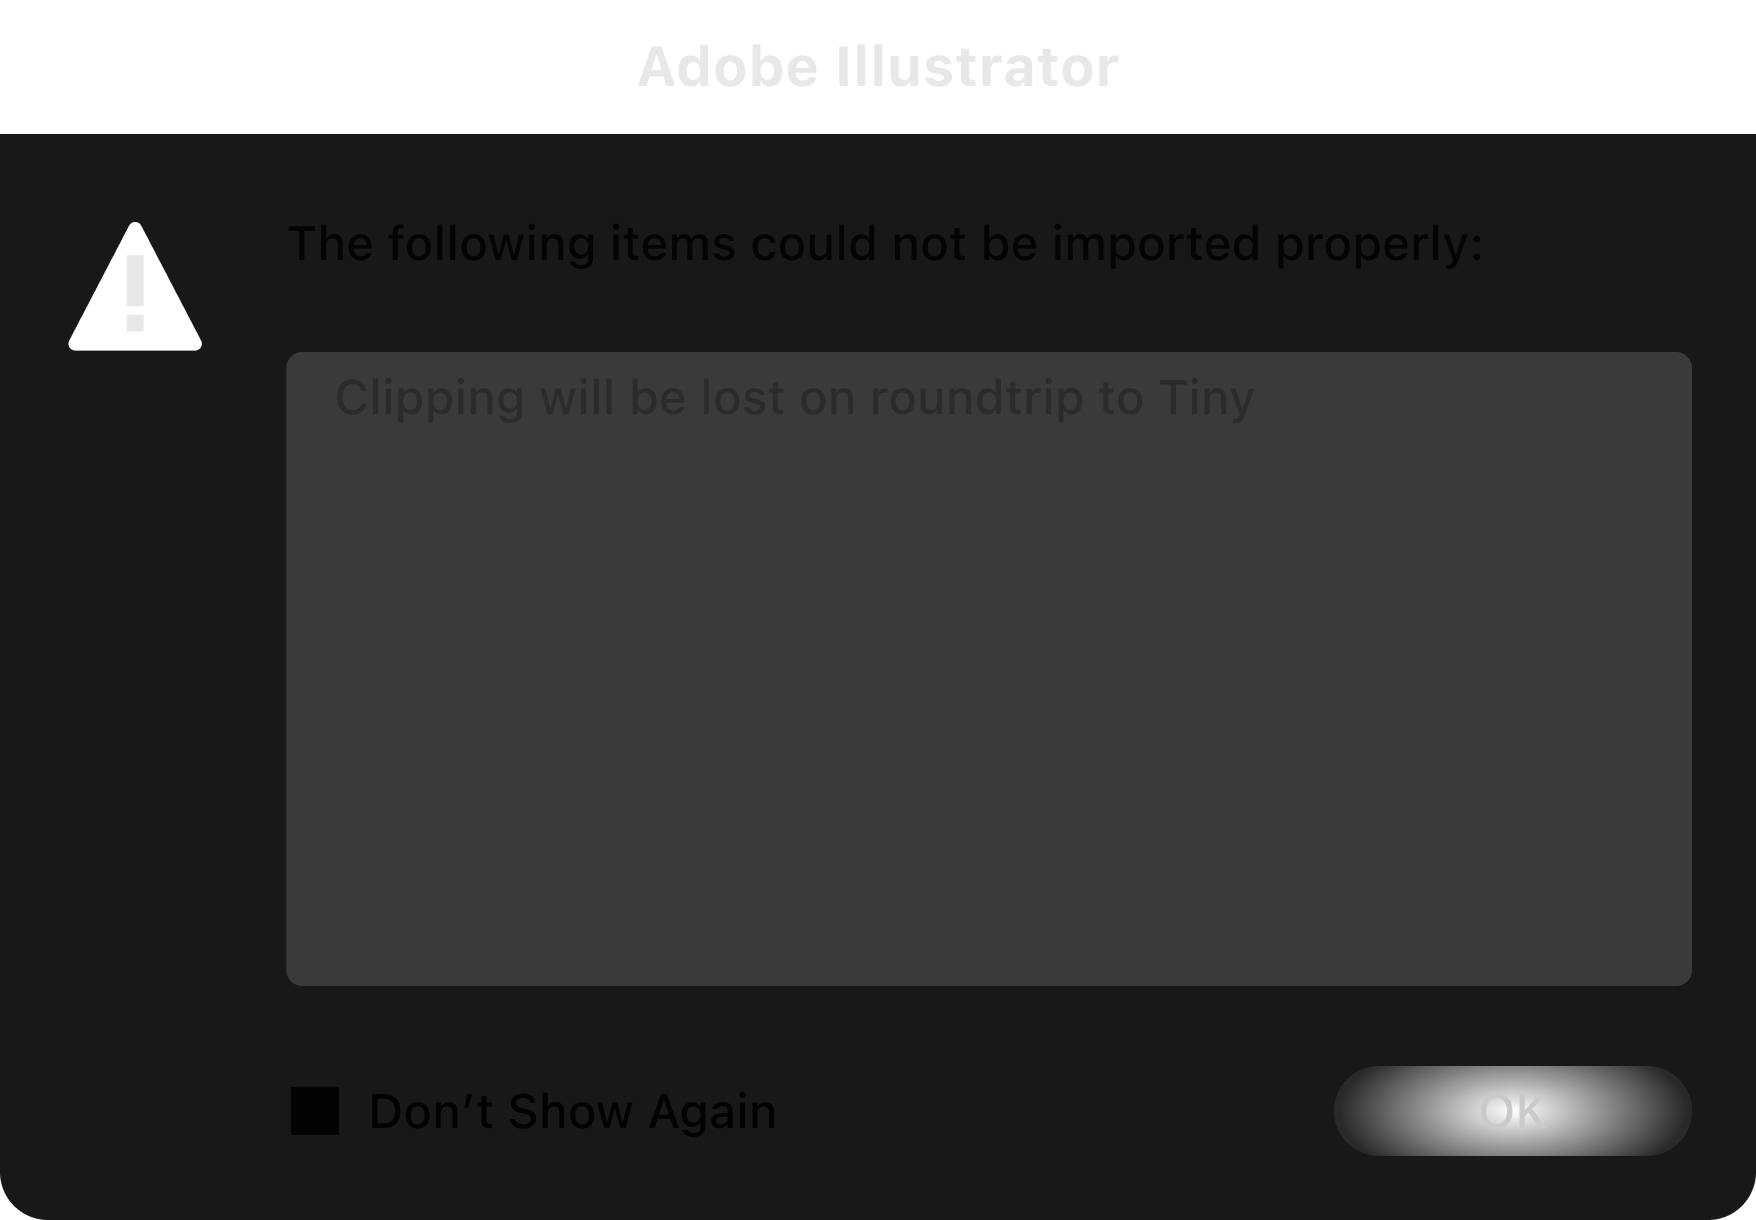 Adobe Illustrator
The following items could not be imported properly:
Clipping will be lost on roundtrip to Tiny
Don’t Show Again
OK